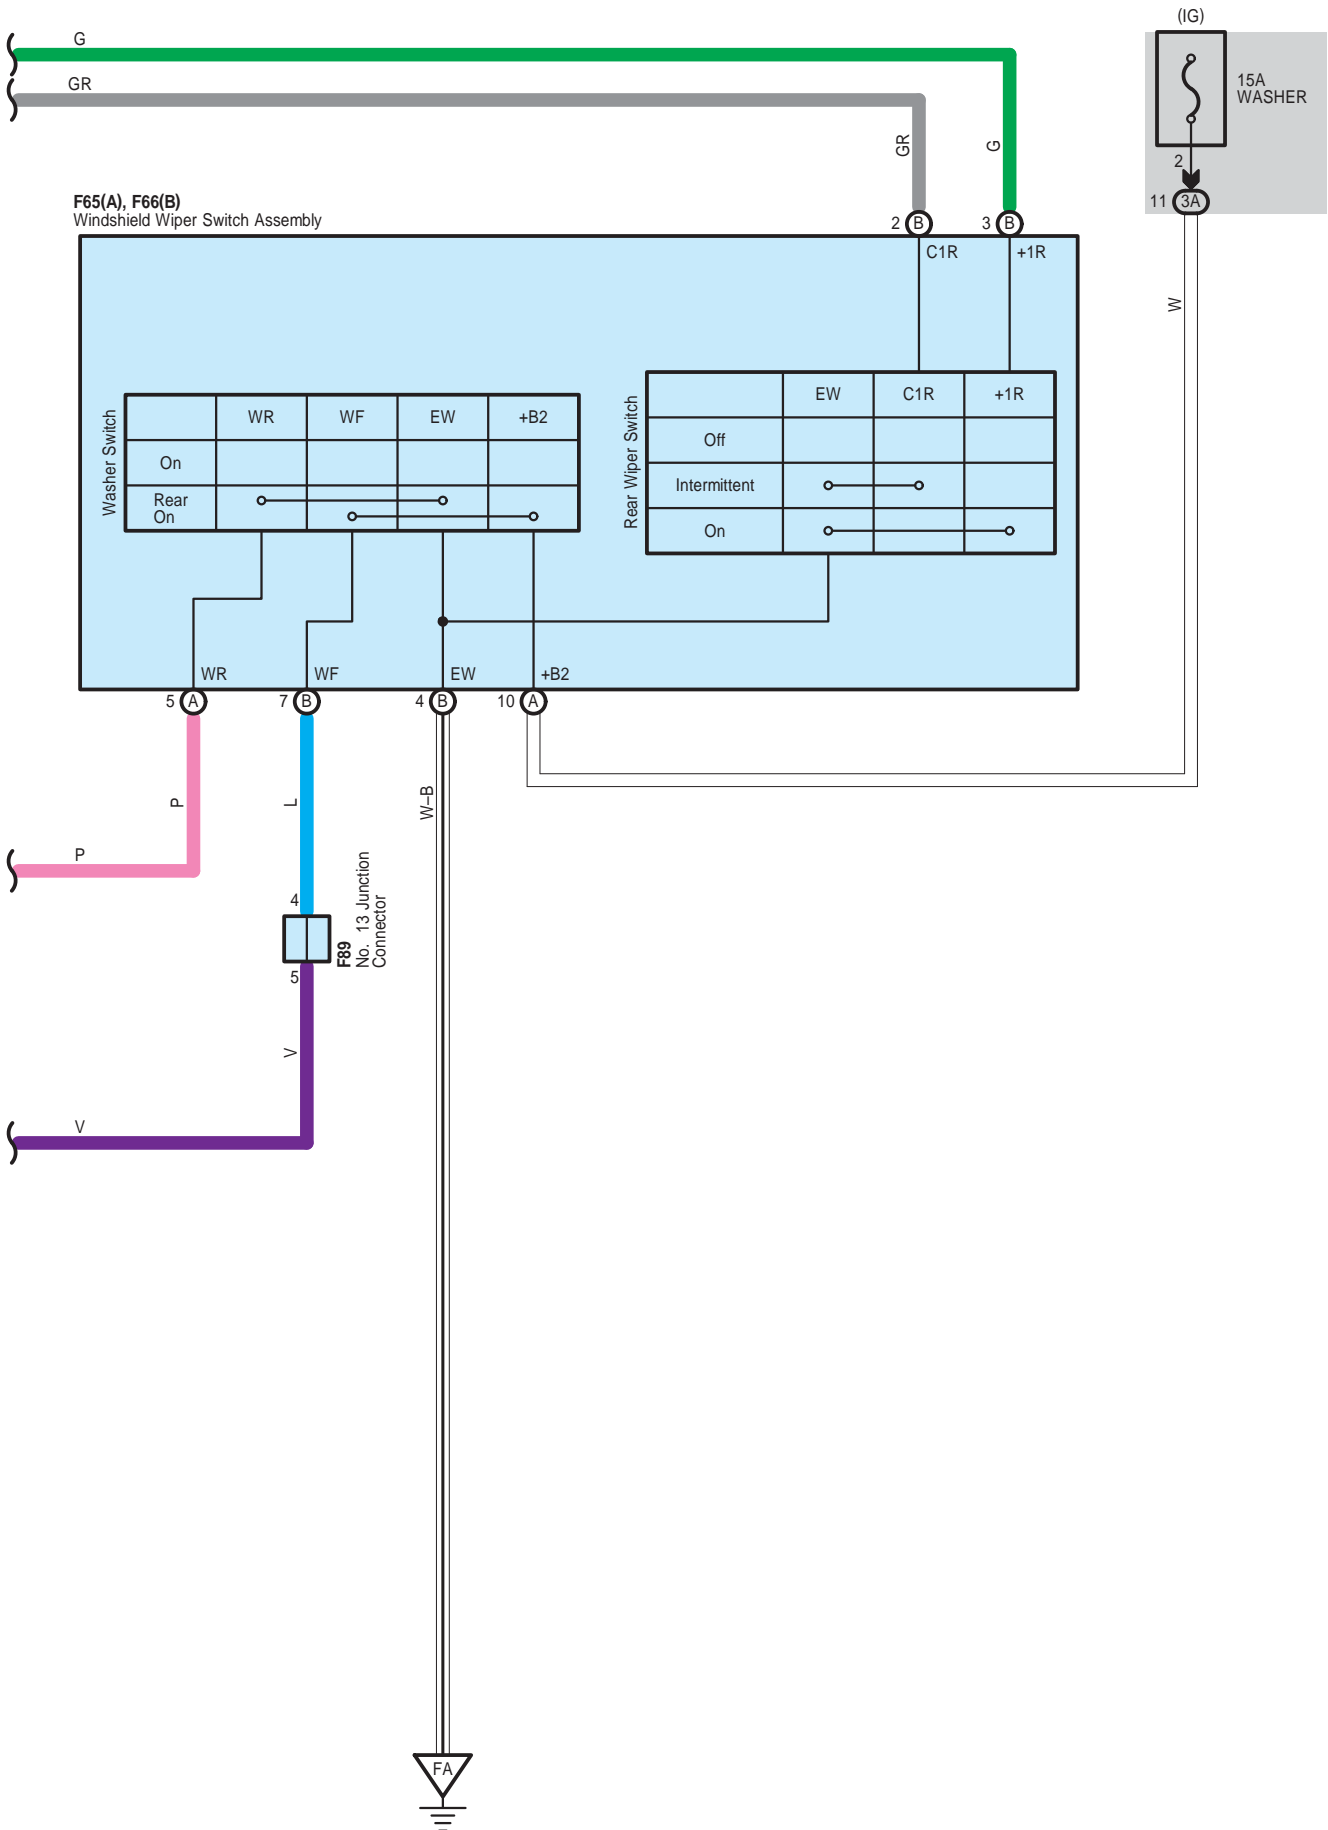 (IG)
G
GR
15A
WASHER
GR
G
2
11 3A
F65(A), F66(B)
Windshield Wiper Switch Assembly
2 B
3 B
C1R
+1R
W
Washer Switch
WR WF EW +B2
On
Rear
On
Rear Wiper Switch
EW C1R +1R
Off
Intermittent
On
WR
WF
EW
+B2
5 A
7 B
4 B
10 A
P
L
W–B
P
4
F89
No. 13 Junction
Connector
5
V
V
FA